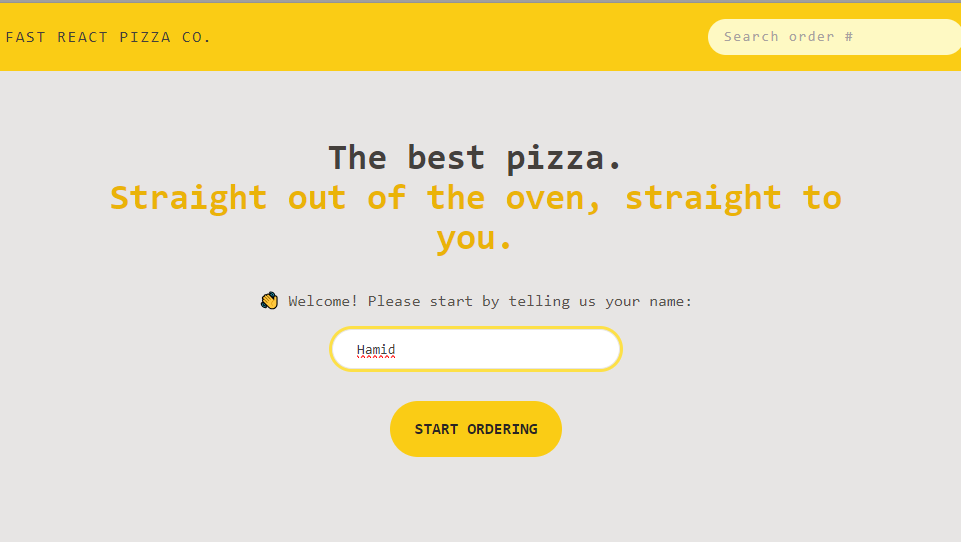 FAST REACT PIZZA CO.
Search order #
The best pizza.
Straight out of the oven, straight to
you.
👋 Welcome! Please start by telling us your name:
Hamid
START ORDERING